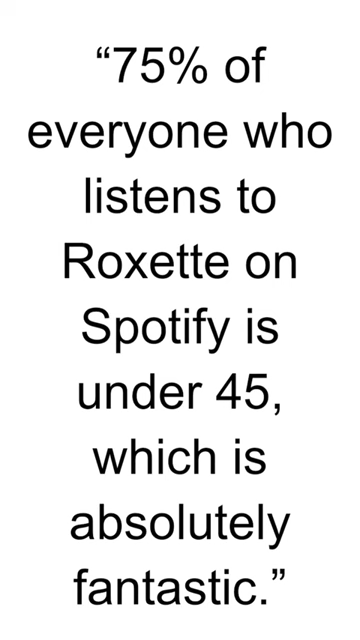 “75% of
everyone who
listens to
Roxette on
Spotify is
under 45,
which is
absolutely
fantastic.”